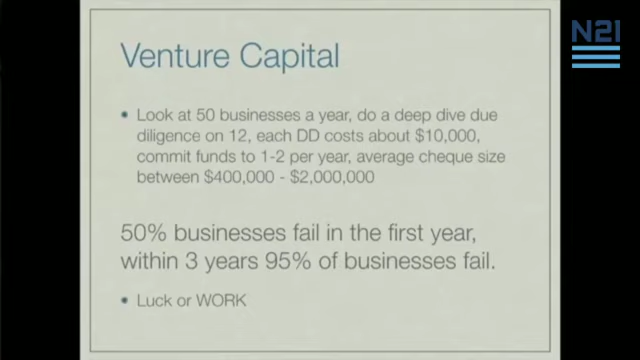 N21
Venture Capital
• Look at 50 businesses a year, do a deep dive due
diligence on 12, each DD costs about $10,000,
commit funds to 1-2 per year, average cheque size
between $400,000 - $2,000,000
50% businesses fail in the first year,
within 3 years 95% of businesses fail.
• Luck or WORK